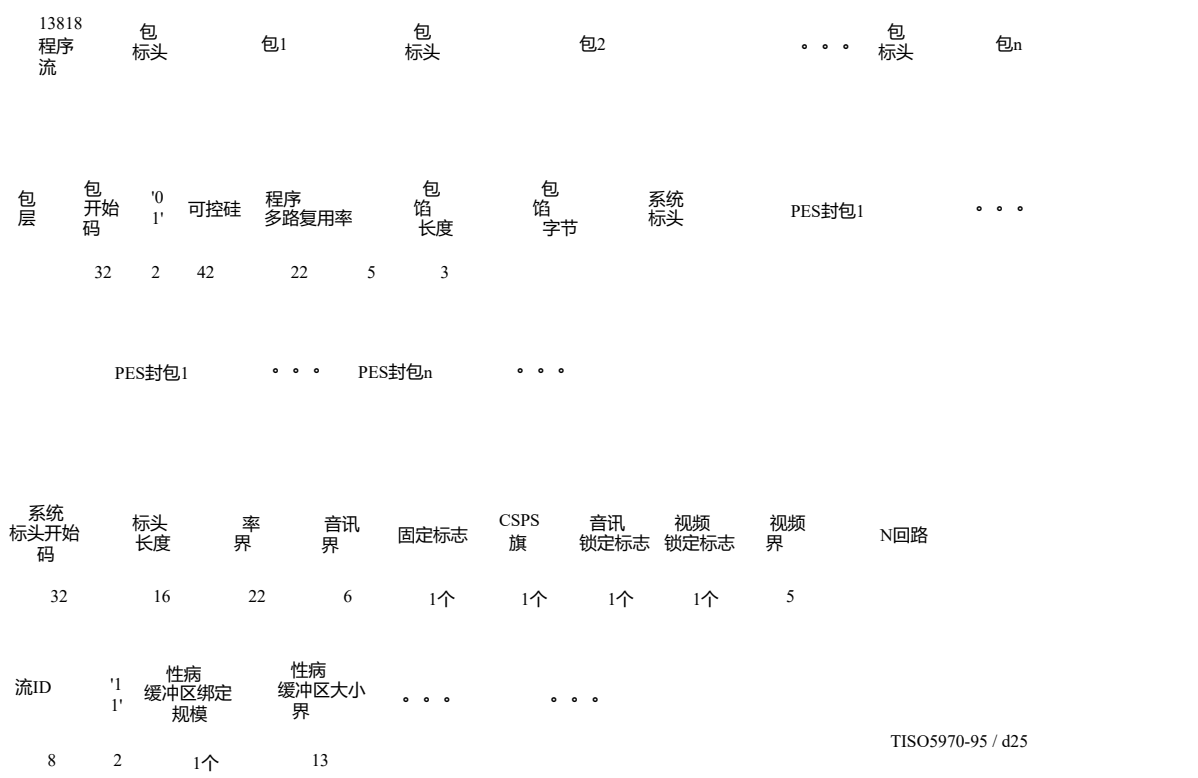 13818
程序
流
包
标头
包1
包
标头
包2
。。。
包
标头
包n
包
层
包
开始
码
'0
1'
可控硅
程序
多路复用率
包
馅
长度
包
馅
字节
系统
标头
PES封包1
。。。
32 2 42 22 5 3
PES封包1 。。。 PES封包n 。。。
系统
标头开始
码
标头
长度
率
界
音讯
界
固定标志
CSPS
旗
音讯
锁定标志
视频
锁定标志
视频
界
N回路
32 16 22 6 1个 1个 1个 1个 5
流ID
'1
1'
性病
缓冲区绑定
规模
性病
缓冲区大小
界
。。。 。。。
8 2 1个 13
TISO5970-95 / d25